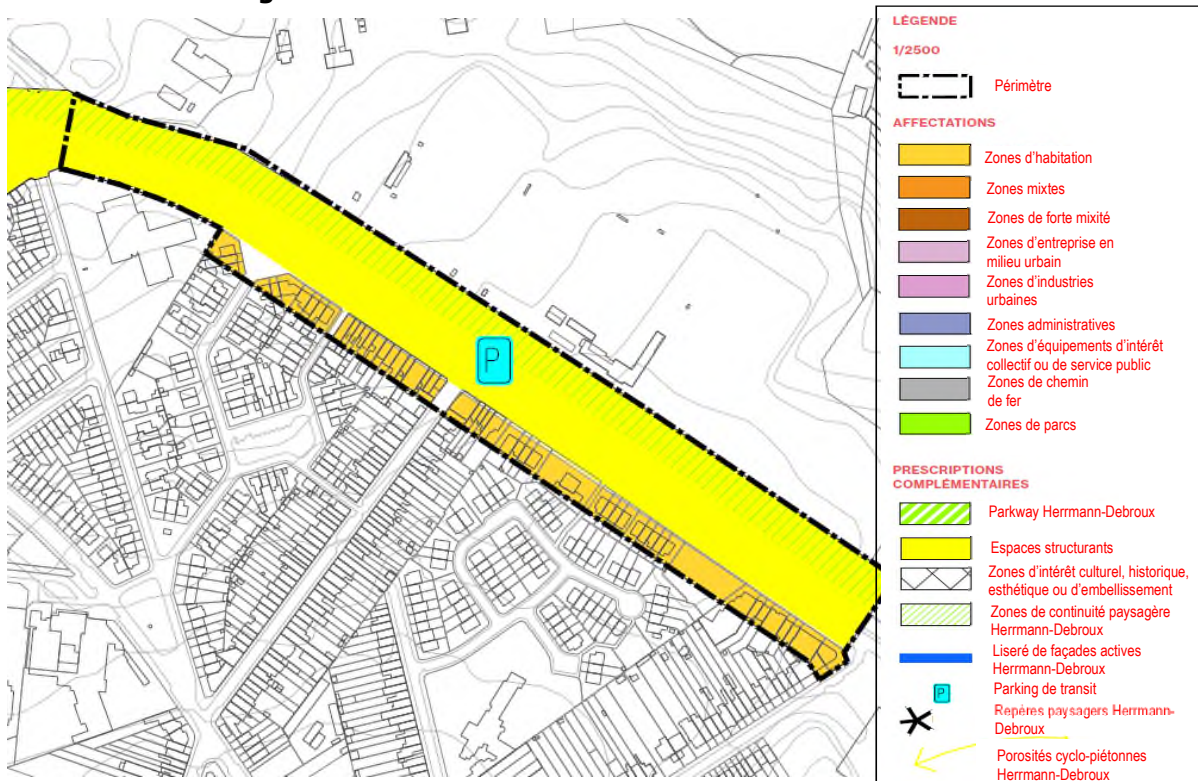 LÉGENDE
1/2500
Périmètre
AFFECTATIONS
Zones d'habitation
Zones mixtes
Zones de forte mixité
Zones d'entreprise en
milieu urbain
Zones d'industries
urbaines
Zones administratives
Zones d'équipements d'intérêt
collectif ou de service public
Zones de chemin
de fer
Zones de parcs
PRESCRIPTIONS
COMPLÉMENTAIRES
Parkway Herrmann-Debroux
Espaces structurants
Zones d'intérêt culturel, historique,
esthétique ou d'embellissement
Zones de continuité paysagère
Herrmann-Debroux
Liseré de façades actives
Herrmann-Debroux
P
Parking de transit
Repères paysagers Herrmann-
Debroux
Porosités cyclo-piétonnes
Herrmann-Debroux
P